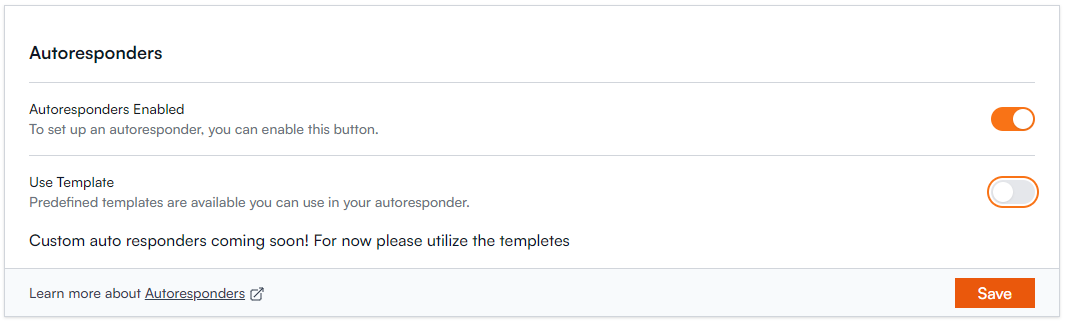 Autoresponders
Autoresponders Enabled
To set up an autoresponder, you can enable this button.
Use Template
Predefined templates are available you can use in your autoresponder.
Custom auto responders coming soon! For now please utilize the templetes
Learn more about Autoresponders
Save